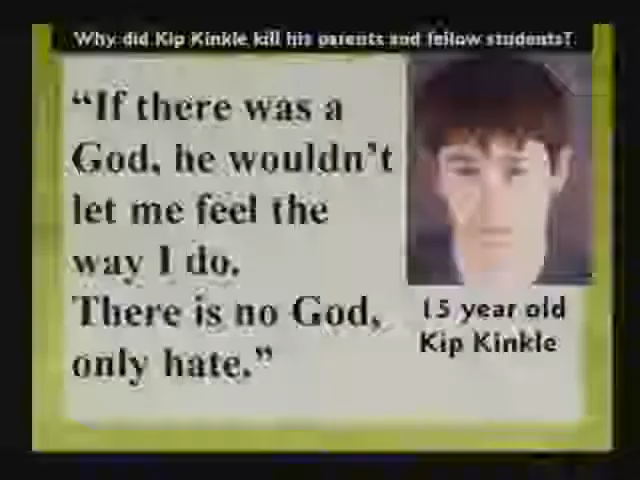 Why did Kip Kinkle kill his parents and fellow students?
“If there was a
God, he wouldn’t
let me feel the
way I do.
There is no God,
only hate.”
15 year old
Kip Kinkle